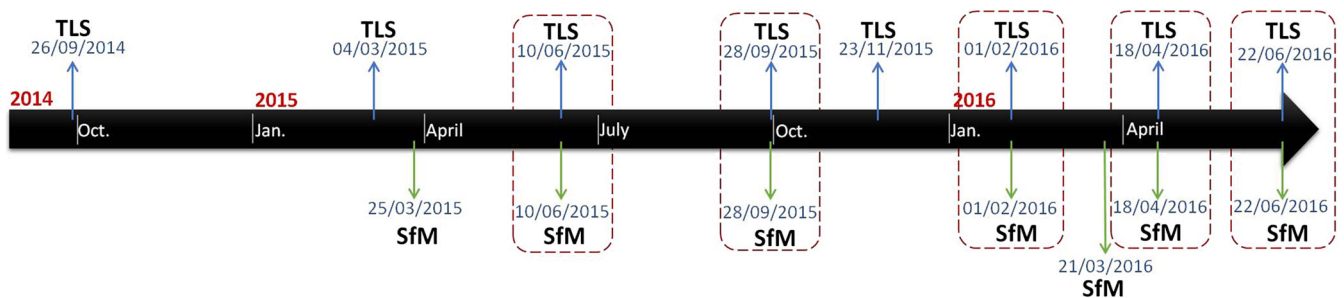 TLS TLS TLS TLS TLS TLS TLS TLS
26/09/2014 04/03/2015 10/06/2015 28/09/2015 23/11/2015 01/02/2016 18/04/2016 22/06/2016
2014 2015 2016
Oct. Jan. April July Oct. Jan. April
25/03/2015 10/06/2015 28/09/2015 01/02/2016 18/04/2016 22/06/2016
SfM SfM SfM SfM SfM SfM
21/03/2016
SfM